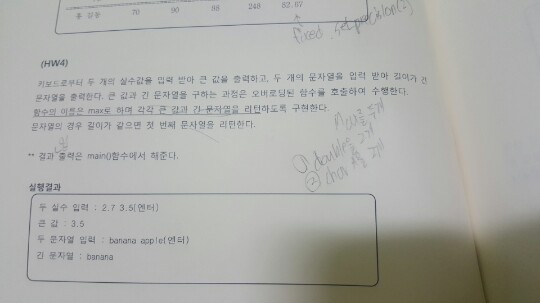 홍길동 70 90 88 248 82.67
fixed, setprecision(2)
(HW4)
키보드로부터 두 개의 실수값을 입력 받아 큰 값을 출력하고, 두 개의 문자열을 입력 받아 길이가 긴
문자열을 출력한다. 큰 값과 긴 문자열을 구하는 과정은 오버로딩된 함수를 호출하여 수행한다.
함수의 이름은 max로 하며 각각 큰 값과 긴 문자열을 리턴하도록 구현한다.
문자열의 경우 길이가 같으면 첫 번째 문자열을 리턴한다.
** 결과 출력은 main()함수에서 해준다.
① double
② char
실행결과
두 실수 입력 : 2.7 3.5(엔터)
큰 값 : 3.5
두 문자열 입력 : banana apple(엔터)
긴 문자열 : banana